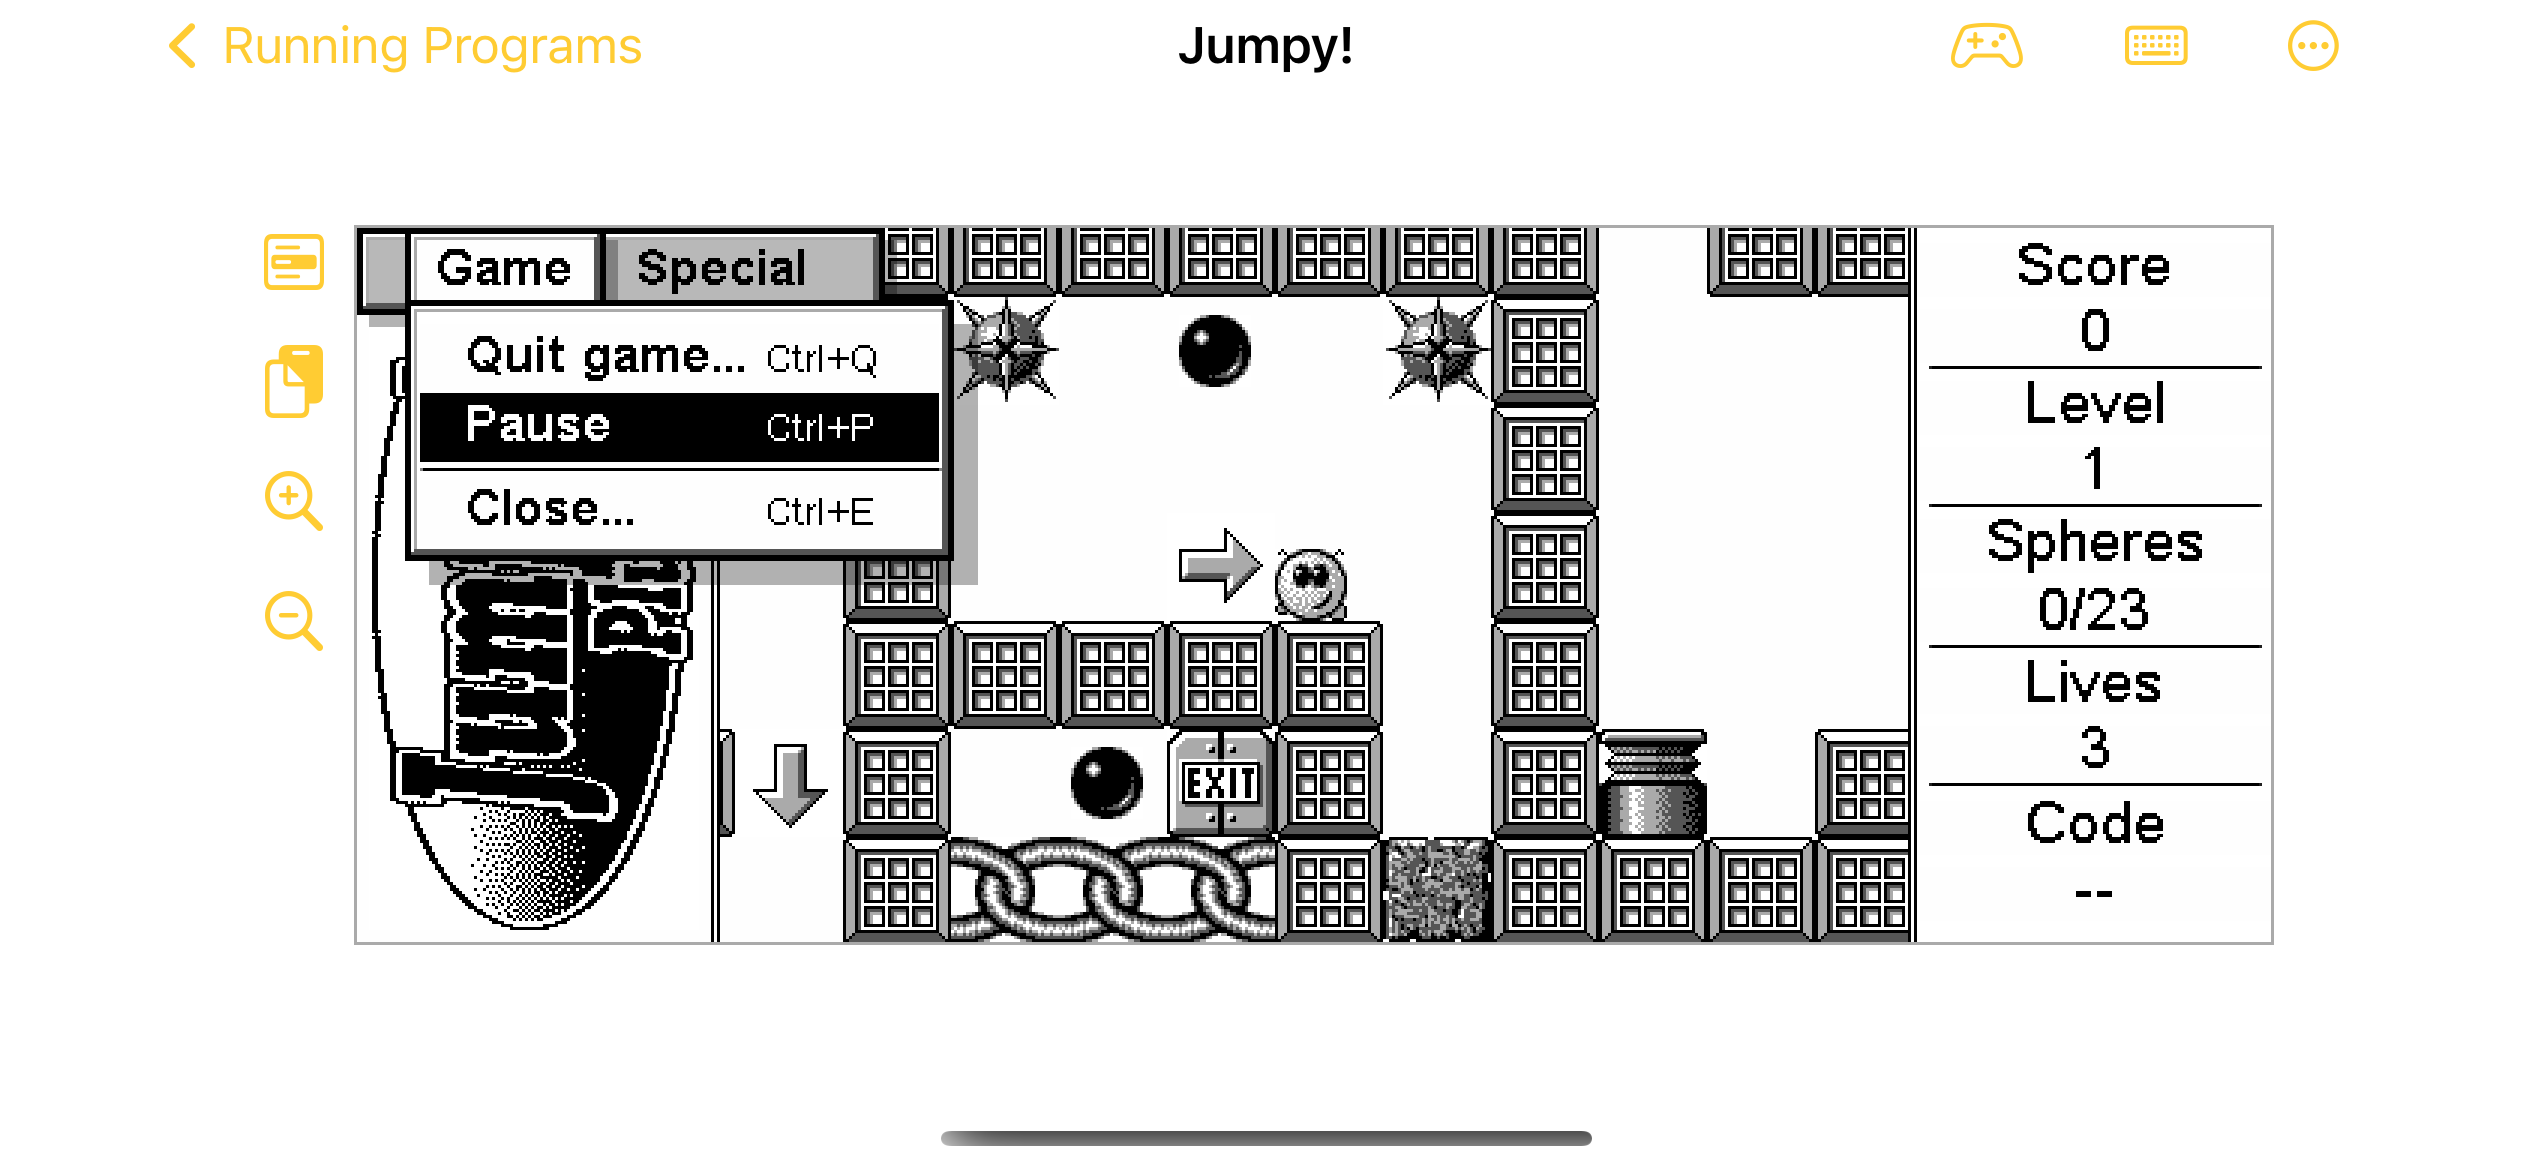 Running Programs
Jumpy!
Game Special
Quit game... Ctrl+Q
Pause Ctrl+P
Close... Ctrl+E
EXIT
Score
0
Level
1
Spheres
0/23
Lives
3
Code
--